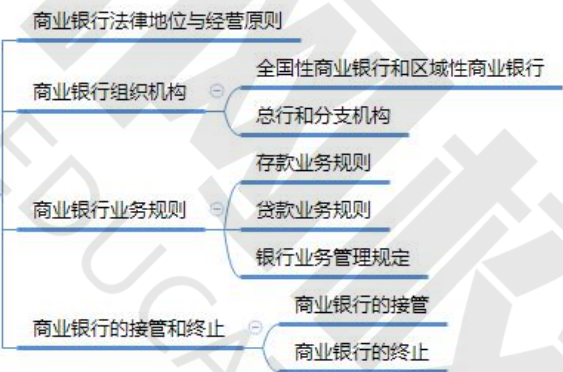 商业银行法律地位与经营原则
全国性商业银行和区域性商业银行
商业银行组织机构
总行和分支机构
存款业务规则
商业银行业务规则
贷款业务规则
银行业务管理规定
商业银行的接管
商业银行的接管和终止
商业银行的终止